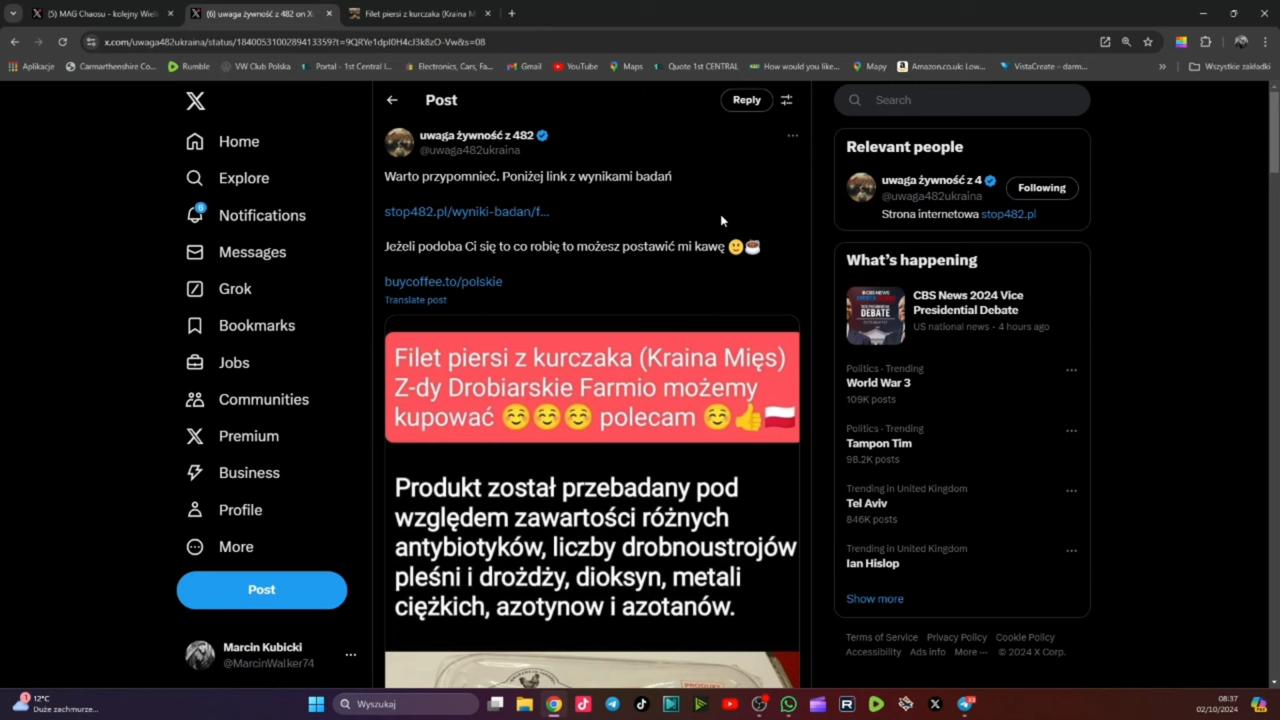 (5) MAG Chaosu - kolejny Wiel
(6) uwaga żywność z 482 on X
Filet piersi z kurczaka (Kraina M
x.com/uwaga482ukraina/status/1840053100289413359?t=9QRYe1dpI0H4cJ3k8zO-Vw&s=08
Aplikacje
Carmarthenshire Co...
Rumble
VW Club Polska
Portal - 1st Central I...
Electronics, Cars, Fa...
Gmail
YouTube
Maps
Quote 1st CENTRAL
How would you like...
Mapy
Amazon.co.uk: Low...
VistaCreate – darm...
Wszystkie zakładki
Home
Explore
6
Notifications
Messages
Grok
Bookmarks
Jobs
Communities
Premium
Business
Profile
More
Post
Marcin Kubicki
@MarcinWalker74
Post
Reply
uwaga żywność z 482
@uwaga482ukraina
Warto przypomnieć. Poniżej link z wynikami badań
stop482.pl/wyniki-badan/f...
Jeżeli podoba Ci się to co robię to możesz postawić mi kawę 🙂☕
buycoffee.to/polskie
Translate post
Filet piersi z kurczaka (Kraina Mięs)
Z-dy Drobiarskie Farmio możemy
kupować ☺️☺️☺️ polecam ☺️👍🇵🇱
Produkt został przebadany pod
względem zawartości różnych
antybiotyków, liczby drobnoustrojów
pleśni i drożdży, dioksyn, metali
ciężkich, azotynow i azotanów.
Search
Relevant people
uwaga żywność z 4
@uwaga482ukraina
Following
Strona internetowa stop482.pl
What's happening
CBS News 2024 Vice
Presidential Debate
US national news · 4 hours ago
Politics · Trending
World War 3
109K posts
Politics · Trending
Tampon Tim
98.2K posts
Trending in United Kingdom
Tel Aviv
846K posts
Trending in United Kingdom
Ian Hislop
Show more
Terms of Service Privacy Policy Cookie Policy
Accessibility Ads info More ··· © 2024 X Corp.
12°C
Duże zachmurze...
Wyszukaj
08:37
02/10/2024